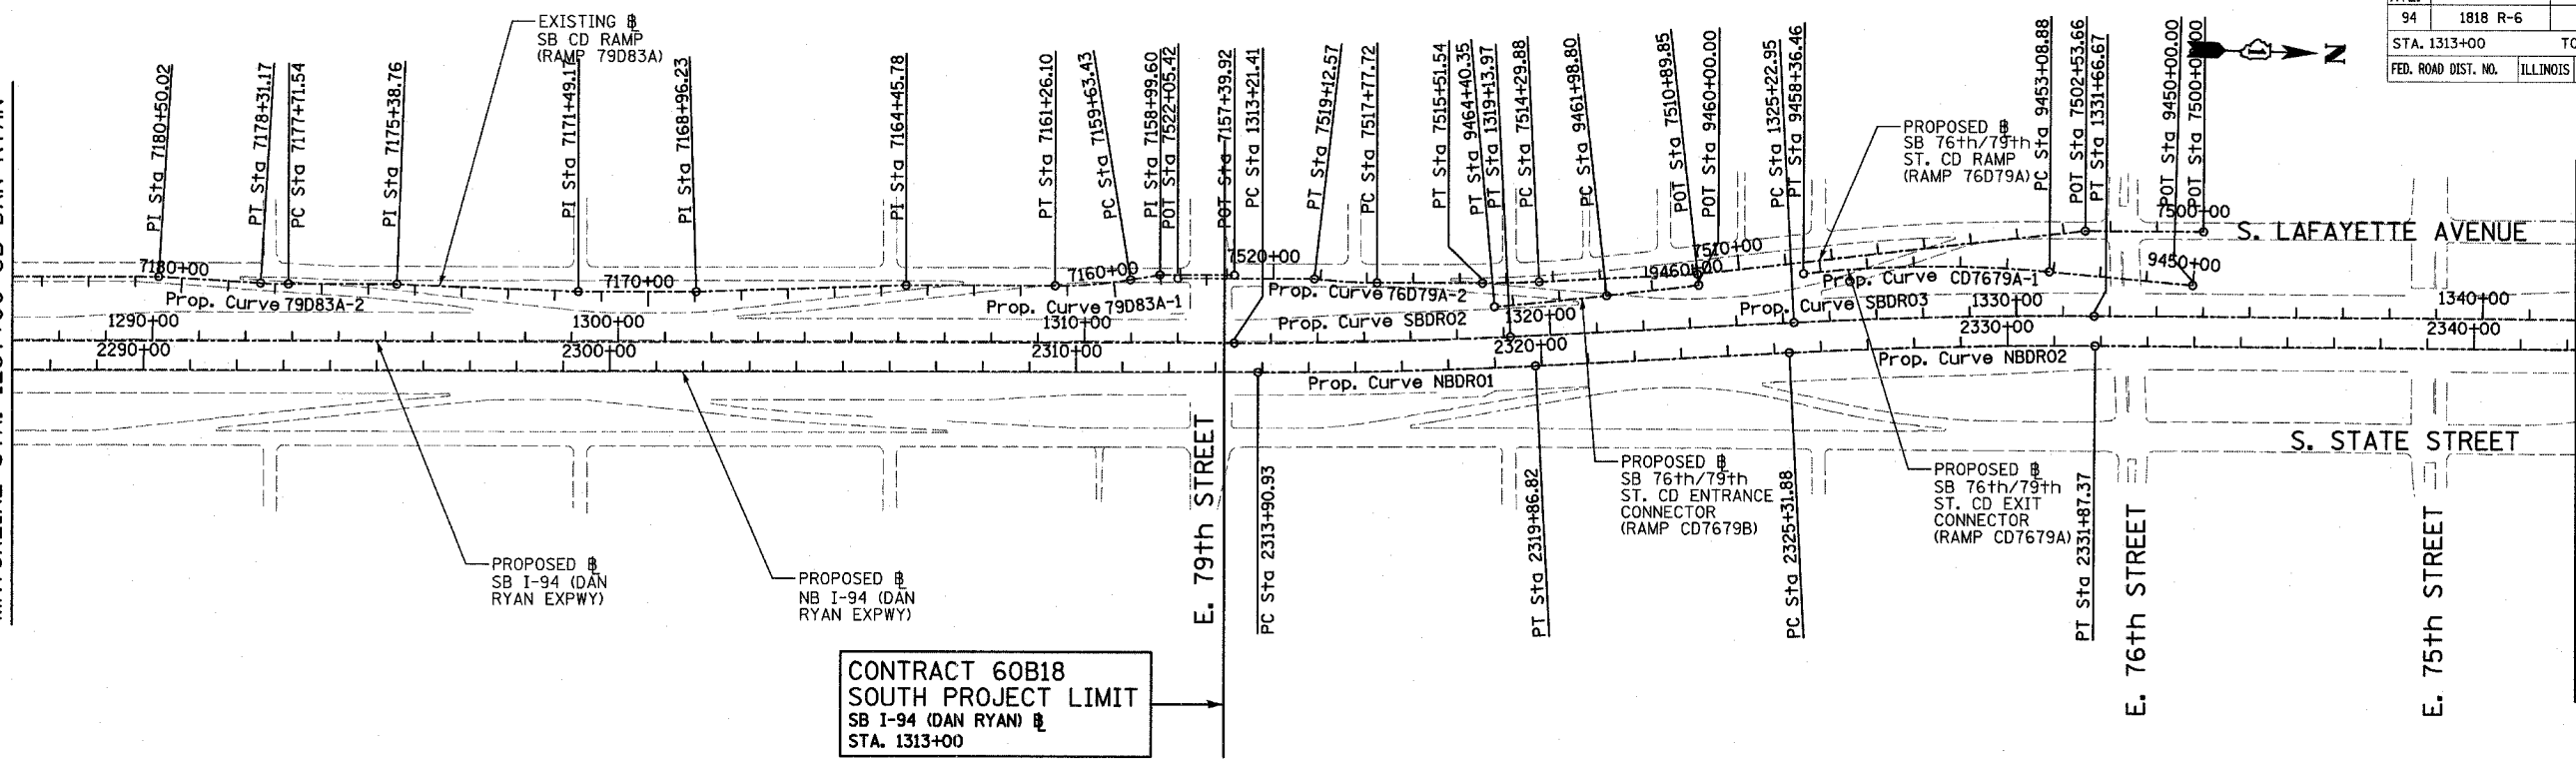 EXISTING B
SB CD RAMP
(RAMP 79D83A)
94 1818 R-6
STA. 1313+00 TO
FED. ROAD DIST. NO. ILLINOIS
N
PI Sta 7180+50.02
PT Sta 7178+31.17
PC Sta 7177+71.54
PI Sta 7175+38.76
PI Sta 7171+49.17
PI Sta 7168+96.23
PI Sta 7164+45.78
PT Sta 7161+26.10
PC Sta 7159+63.43
PI Sta 7158+99.60
POT Sta 7522+05.42
POT Sta 7157+39.92
PC Sta 1313+21.41
PT Sta 7519+12.57
PC Sta 7517+77.72
PT Sta 7515+51.54
PT Sta 9464+40.35
PT Sta 1319+13.97
PC Sta 7514+29.88
PC Sta 9461+98.80
POT Sta 7510+89.85
POT Sta 9460+00.00
PC Sta 1325+22.95
PT Sta 9458+36.46
PROPOSED B
SB 76th/79th
ST. CD RAMP
(RAMP 76D79A)
PC Sta 9453+08.88
POT Sta 7502+53.66
PT Sta 1331+66.67
POT Sta 9450+00.00
7500+00
S. LAFAYETTE AVENUE
7180+00
7170+00
7160+00
7520+00
7510+00
9460+00
9450+00
Prop. Curve 79D83A-2
Prop. Curve 79D83A-1
Prop. Curve 76D79A-2
Prop. Curve CD7679A-1
Prop. Curve SBDR02
Prop. Curve SBDR03
1290+00
1300+00
1310+00
1320+00
1330+00
1340+00
2290+00
2300+00
2310+00
2320+00
2330+00
2340+00
Prop. Curve NBDR01
Prop. Curve NBDR02
S. STATE STREET
E. 79th STREET
PC Sta 2313+90.93
PT Sta 2319+86.82
PC Sta 2325+31.88
PT Sta 2331+87.37
PROPOSED B
SB 76th/79th
ST. CD ENTRANCE
CONNECTOR
(RAMP CD7679B)
PROPOSED B
SB 76th/79th
ST. CD EXIT
CONNECTOR
(RAMP CD7679A)
E. 76th STREET
E. 75th STREET
PROPOSED B
SB I-94 (DAN
RYAN EXPWY)
PROPOSED B
NB I-94 (DAN
RYAN EXPWY)
CONTRACT 60B18
SOUTH PROJECT LIMIT
SB I-94 (DAN RYAN) B
STA. 1313+00